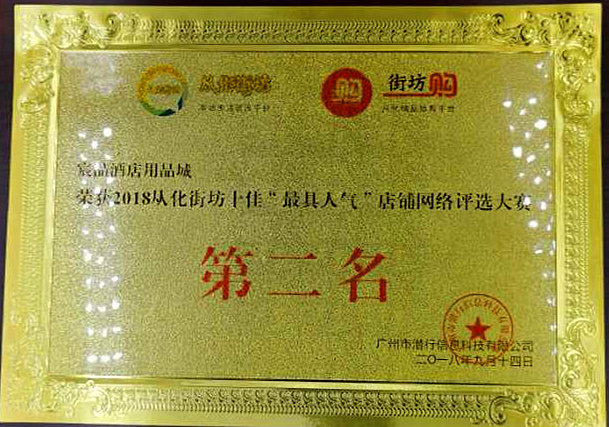 从化街坊
街坊购
宸品酒店用品城
荣获2018从化街坊十佳“最具人气”店铺网络评选大赛
第二名
广州市潜行信息科技有限公司
二〇一八年九月十四日